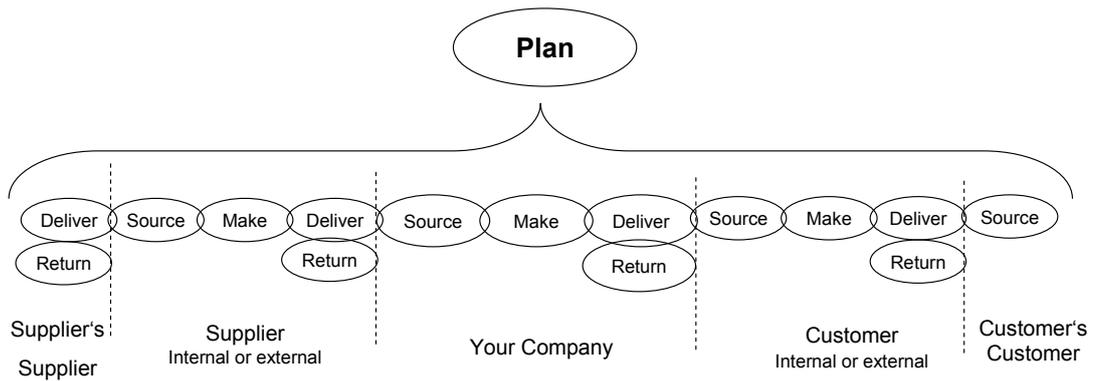 Plan
Deliver Source Make Deliver Source Make Deliver Source Make Deliver Source
Return Return Return Return
Supplier‘s
Supplier
Supplier
Internal or external
Your Company
Customer
Internal or external
Customer‘s
Customer